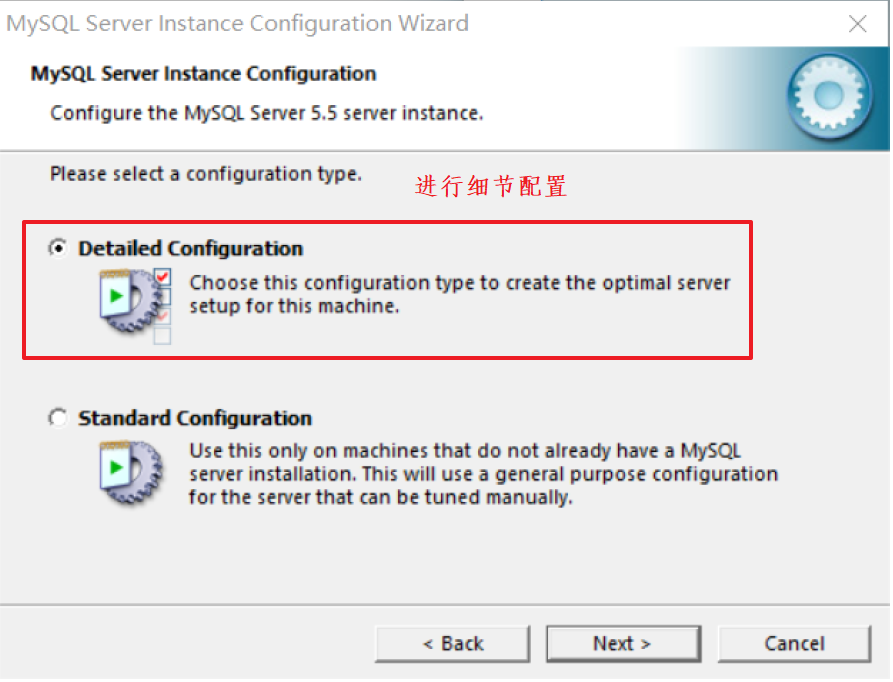 MySQL Server Instance Configuration Wizard
MySQL Server Instance Configuration
Configure the MySQL Server 5.5 server instance.
Please select a configuration type.
进行细节配置
Detailed Configuration
Choose this configuration type to create the optimal server
setup for this machine.
Standard Configuration
Use this only on machines that do not already have a MySQL
server installation. This will use a general purpose configuration
for the server that can be tuned manually.
< Back
Next >
Cancel